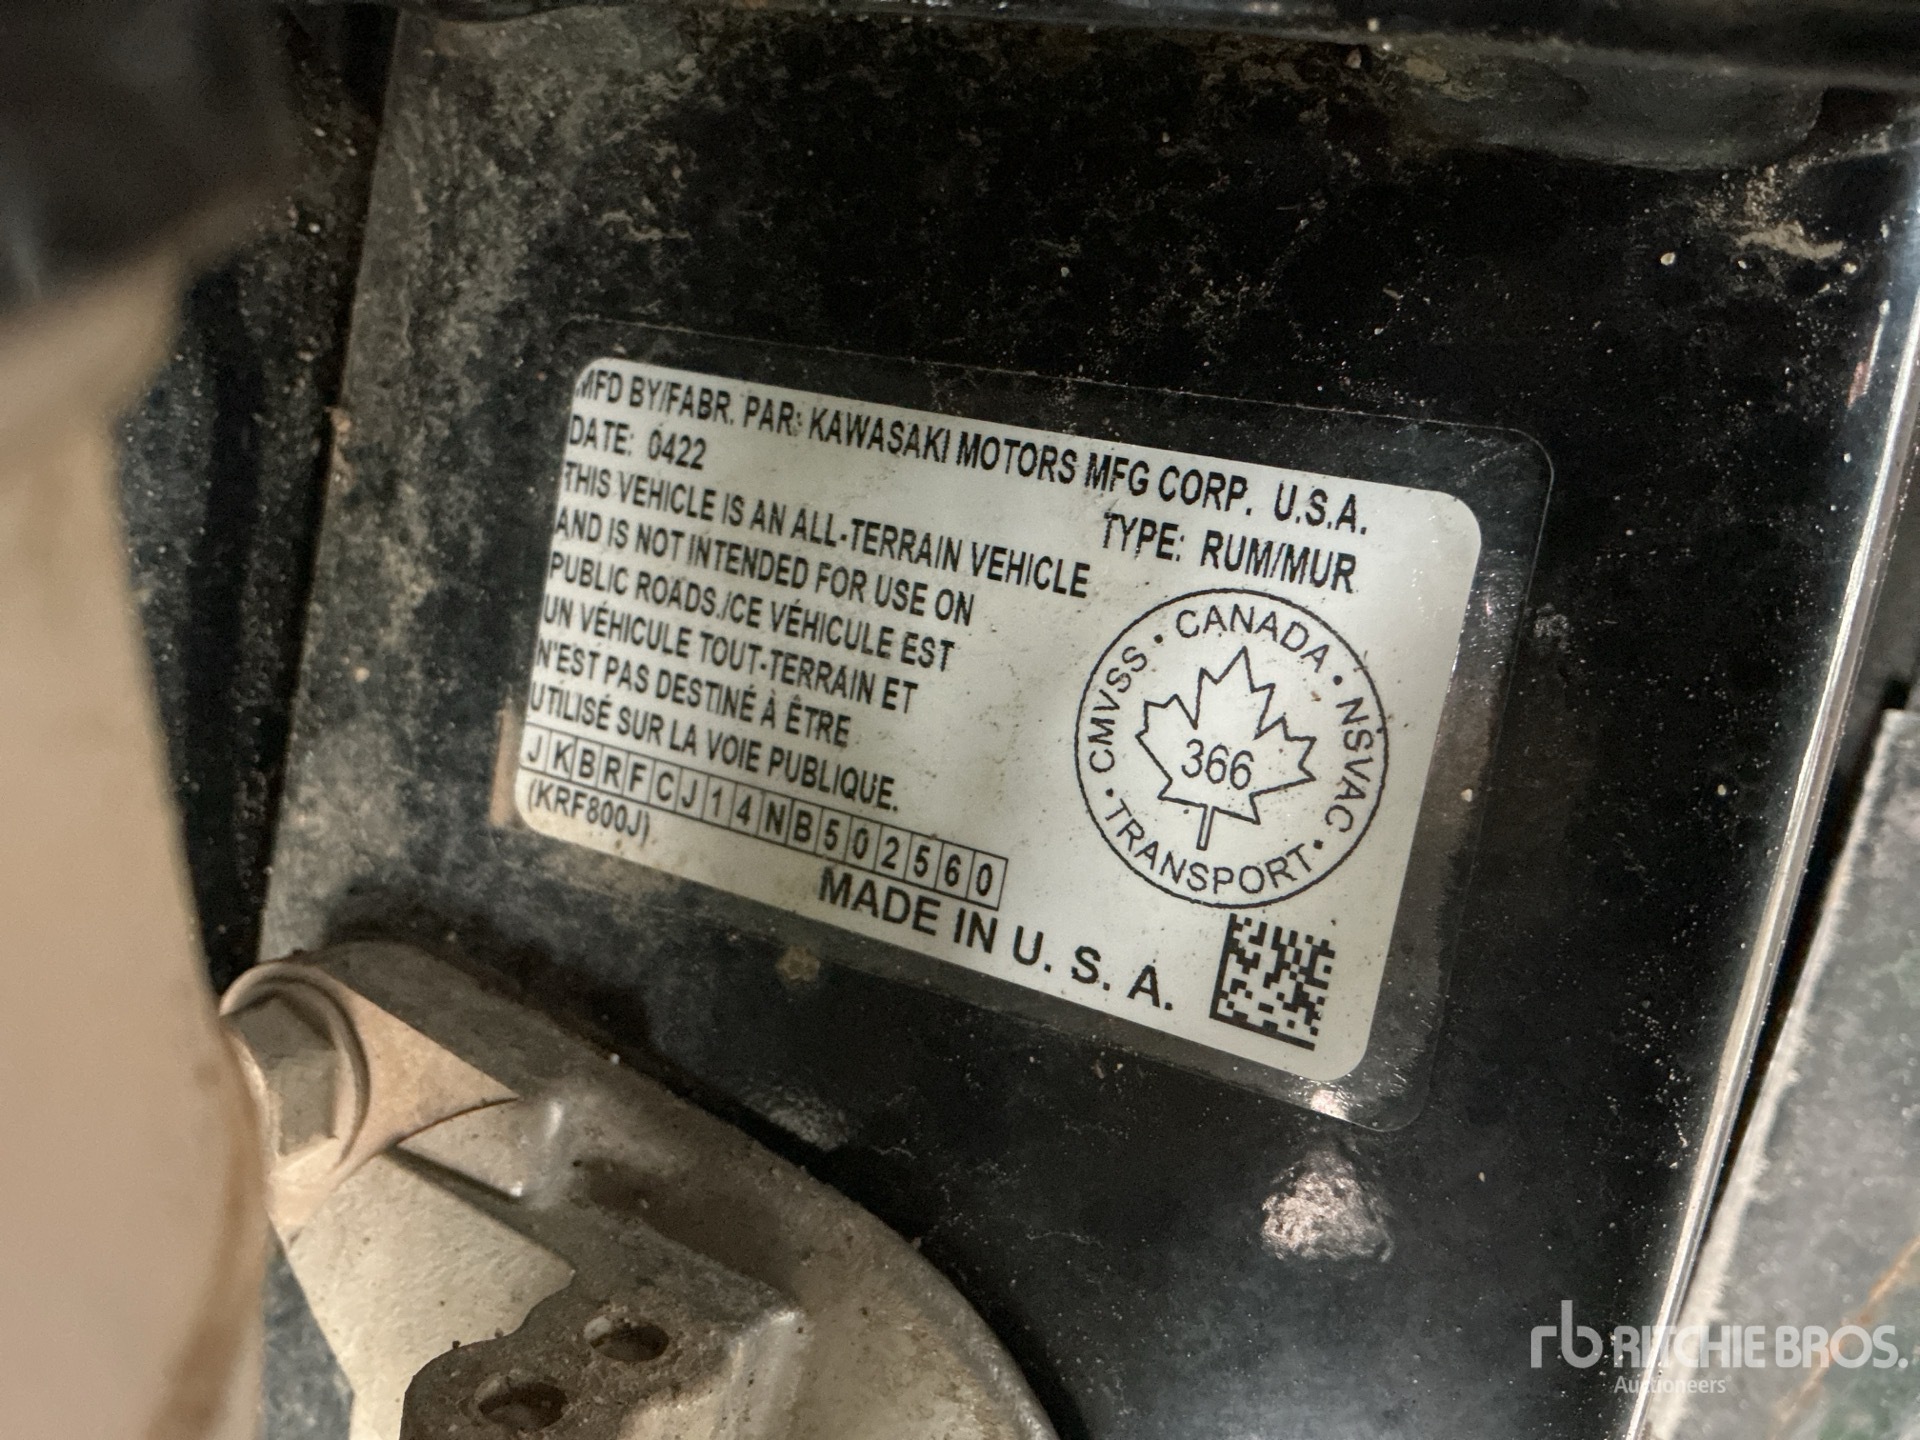 MFD BY/FABR. PAR: KAWASAKI MOTORS MFG CORP. U.S.A.
DATE: 0422
TYPE: RUM/MUR
THIS VEHICLE IS AN ALL-TERRAIN VEHICLE
AND IS NOT INTENDED FOR USE ON
PUBLIC ROADS./CE VÉHICULE EST
UN VÉHICULE TOUT-TERRAIN ET
N'EST PAS DESTINÉ À ÊTRE
UTILISÉ SUR LA VOIE PUBLIQUE.
JKBRFCJ14NB502560
(KRF800J)
MADE IN U.S.A.
CMVSS • CANADA • NSVAC • TRANSPORT •
366
rb RITCHIE BROS.
Auctioneers